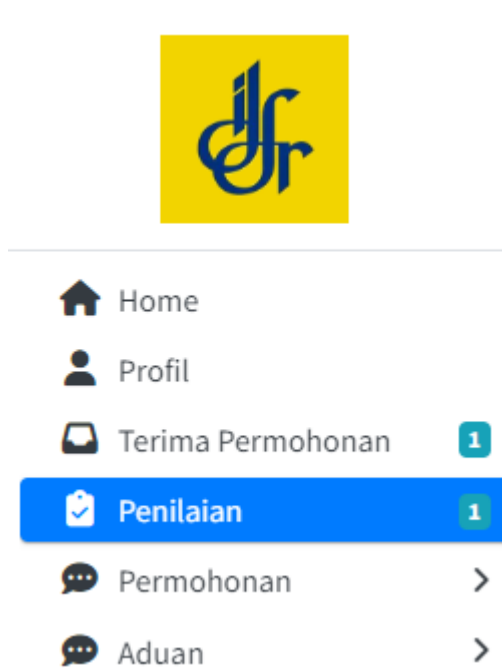 Home
Profil
Terima Permohonan 1
Penilaian 1
Permohonan
Aduan